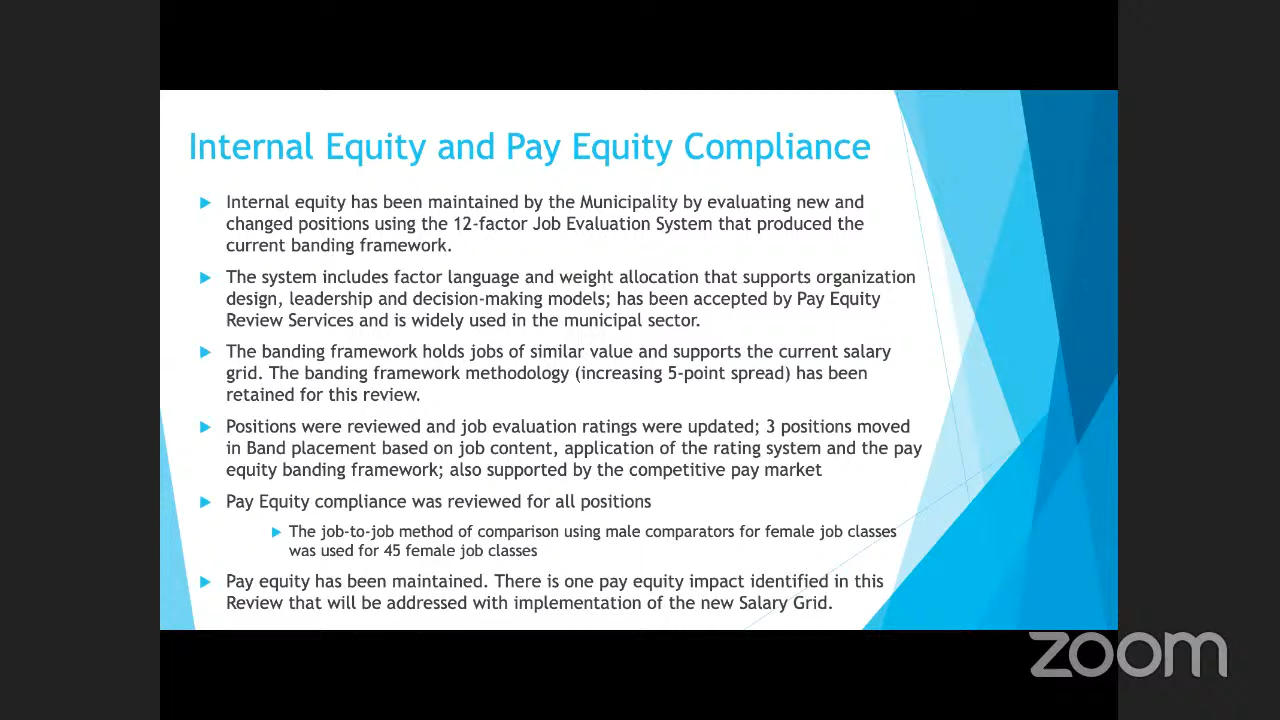 Internal Equity and Pay Equity Compliance
Internal equity has been maintained by the Municipality by evaluating new and
changed positions using the 12-factor Job Evaluation System that produced the
current banding framework.
The system includes factor language and weight allocation that supports organization
design, leadership and decision-making models; has been accepted by Pay Equity
Review Services and is widely used in the municipal sector.
The banding framework holds jobs of similar value and supports the current salary
grid. The banding framework methodology (increasing 5-point spread) has been
retained for this review.
Positions were reviewed and job evaluation ratings were updated; 3 positions moved
in Band placement based on job content, application of the rating system and the pay
equity banding framework; also supported by the competitive pay market
Pay Equity compliance was reviewed for all positions
The job-to-job method of comparison using male comparators for female job classes
was used for 45 female job classes
Pay equity has been maintained. There is one pay equity impact identified in this
Review that will be addressed with implementation of the new Salary Grid.
zoom